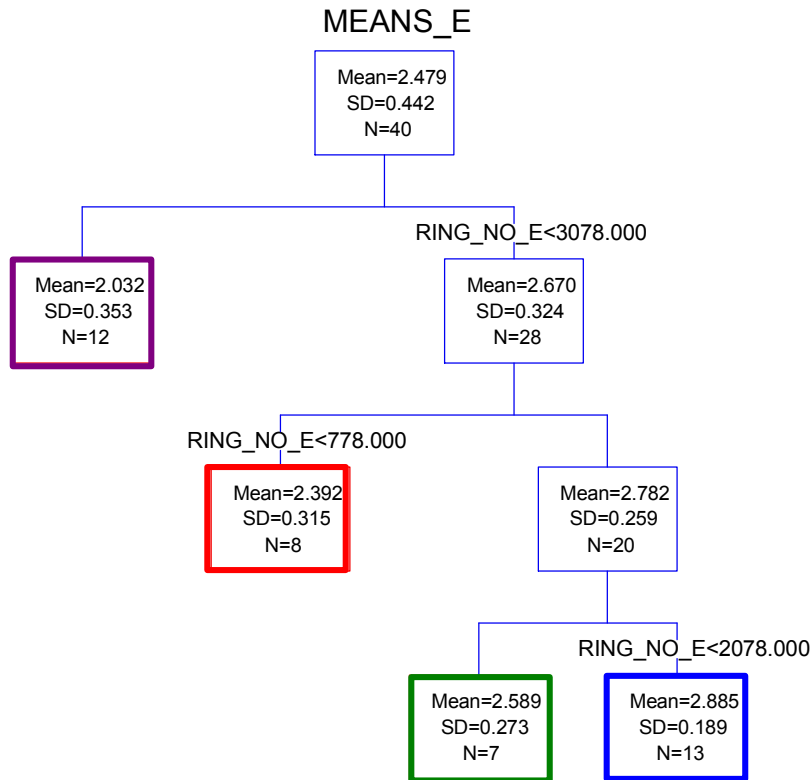 MEANS_E
Mean=2.479
SD=0.442
N=40
RING_NO_E<3078.000
Mean=2.032
SD=0.353
N=12
Mean=2.670
SD=0.324
N=28
RING_NO_E<778.000
Mean=2.392
SD=0.315
N=8
Mean=2.782
SD=0.259
N=20
RING_NO_E<2078.000
Mean=2.589
SD=0.273
N=7
Mean=2.885
SD=0.189
N=13